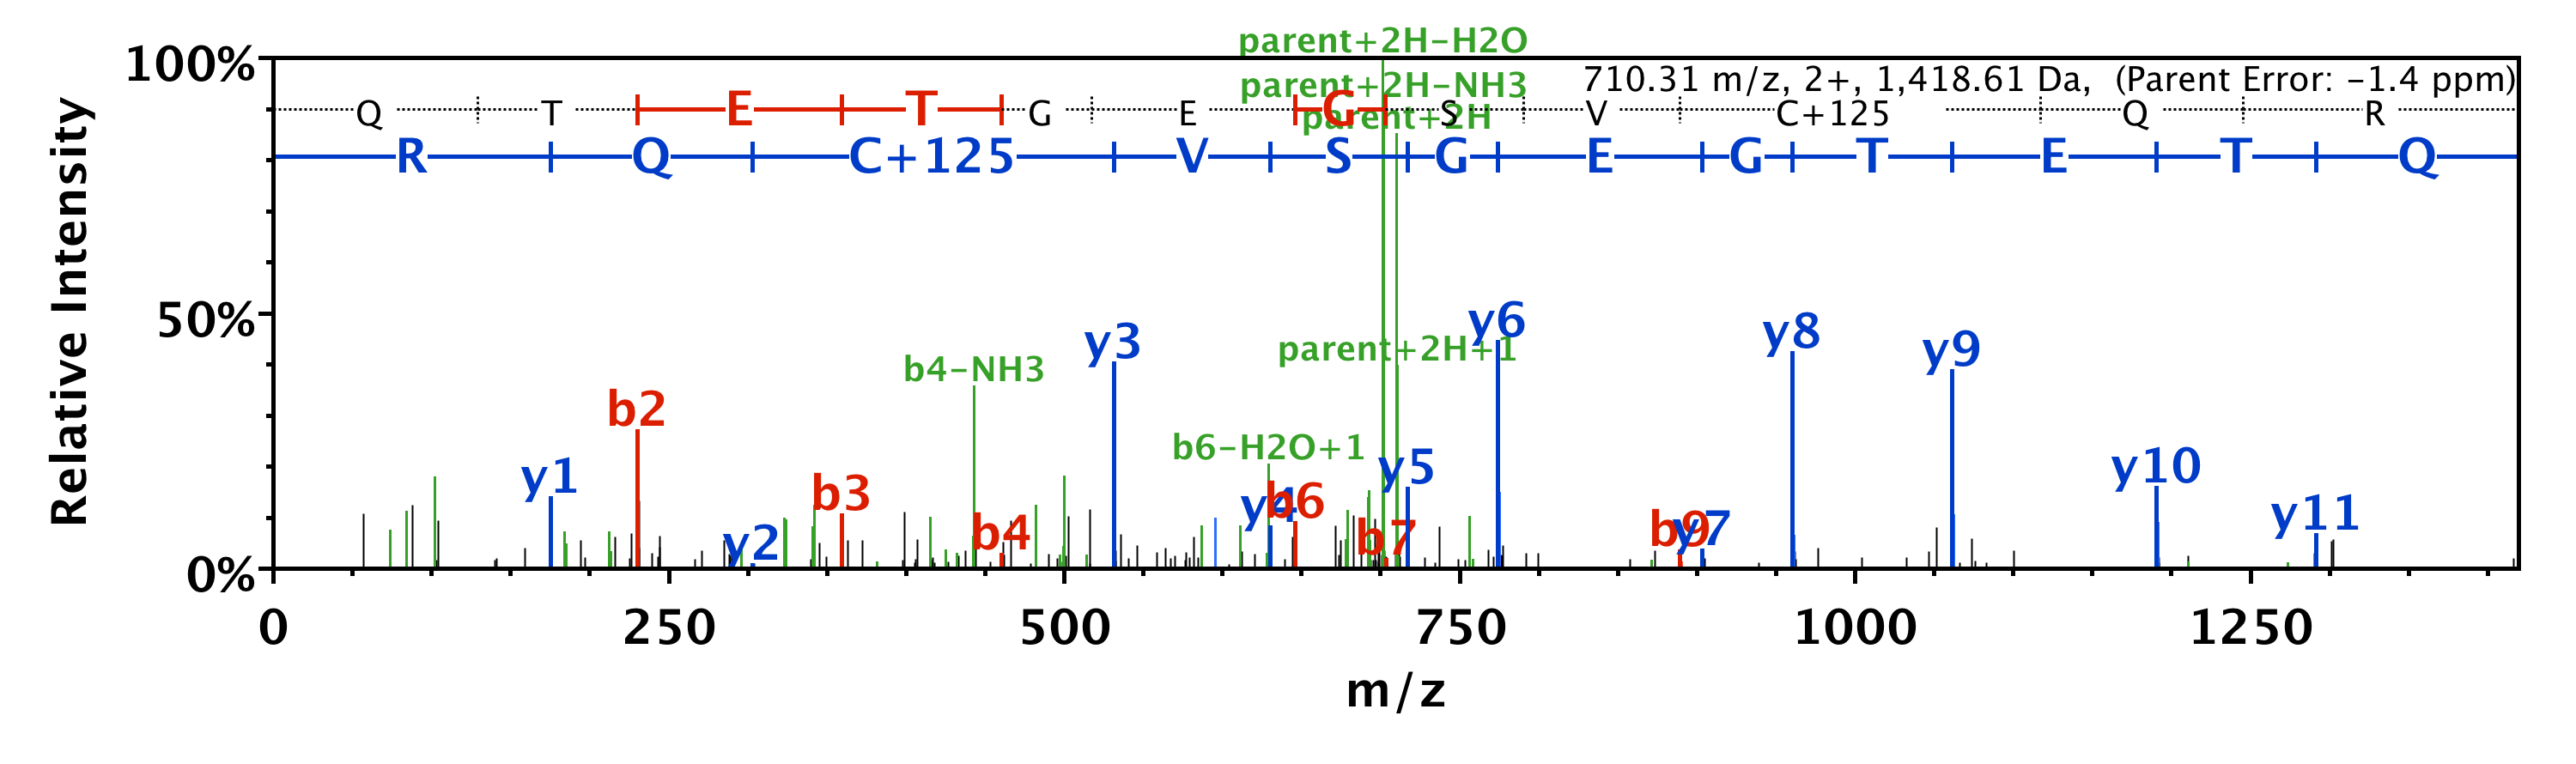 parent+2H-H2O
100%
parent+2H-NH3
710.31 m/z, 2+, 1,418.61 Da, (Parent Error: -1.4 ppm)
Q T E T G E G S V C+125 Q R
parent+2H
R Q C+125 V S G E G T E T Q
Relative Intensity
50%
y3 y6 y8 y9
parent+2H+1
b4-NH3
b2
b6-H2O+1
y1 b3 y5 y10
y4 b6
y2 b4 b7 b9 y7 y11
0%
0 250 500 750 1000 1250
m/z